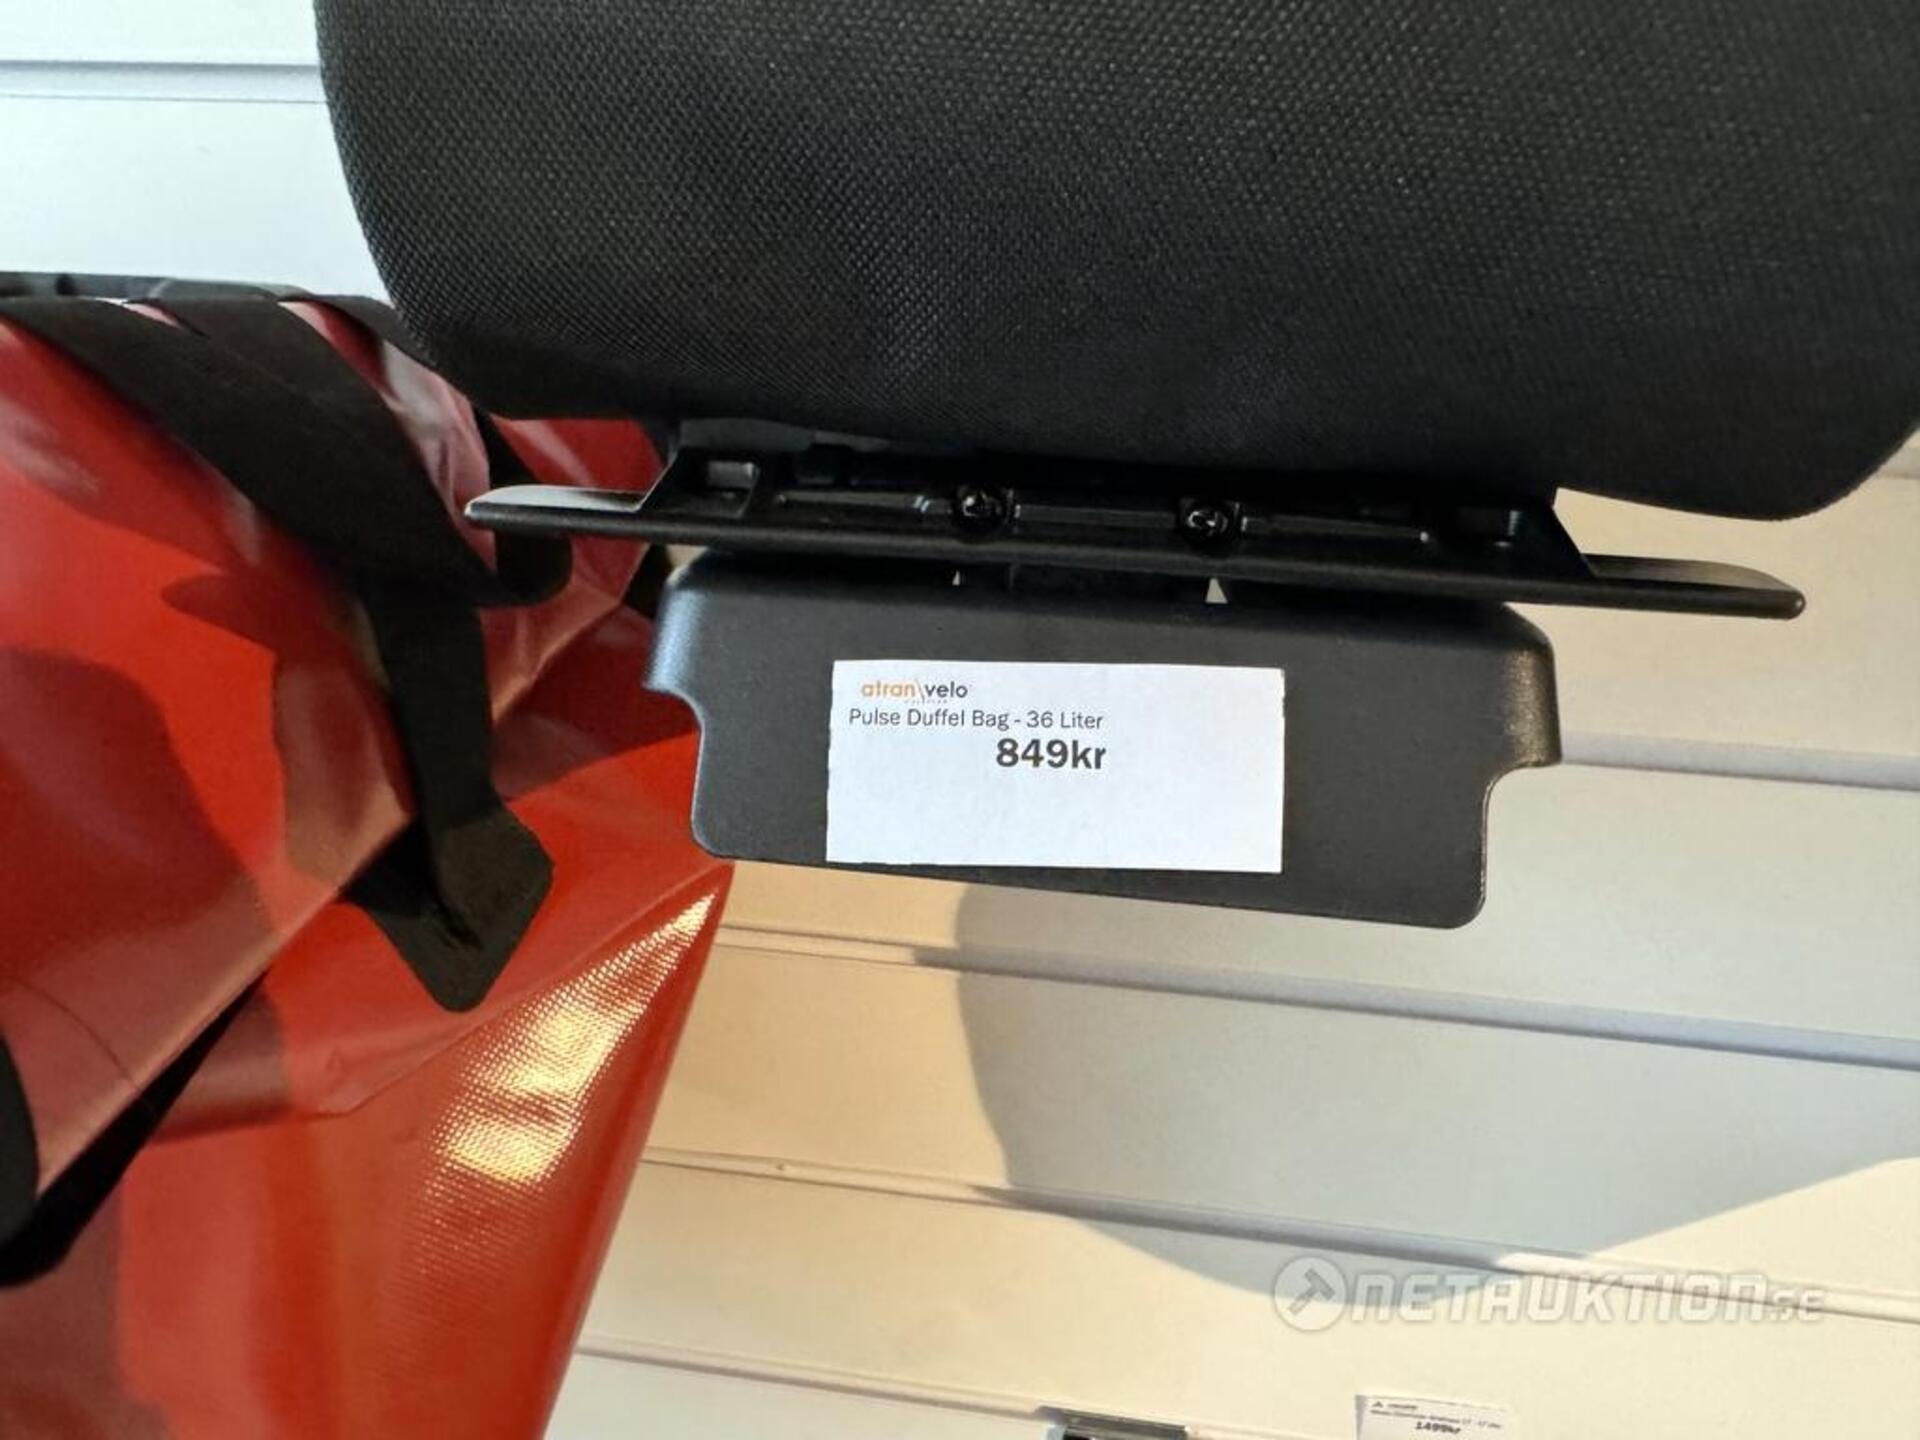 atran velo
Pulse Duffel Bag - 36 Liter
849kr
NETAUKTION.SE
1499kr